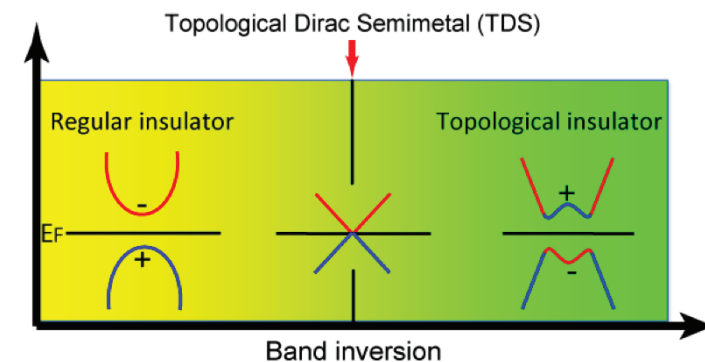 Topological Dirac Semimetal (TDS)
Regular insulator
Topological insulator
-
+
+
-
EF
Band inversion